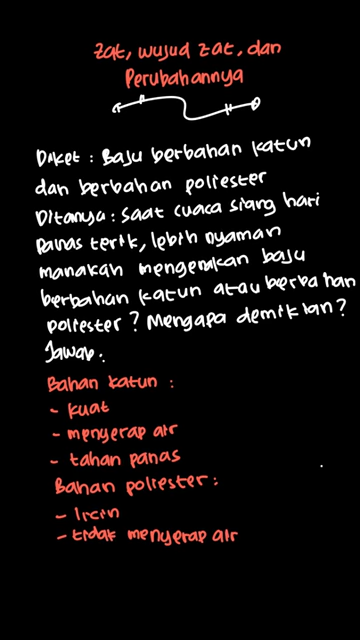 Zat, wujud zat, dan
Perubahannya
Diket : Baju berbahan katun
dan berbahan poliester
Ditanya : Saat cuaca siang hari
panas terik, lebih nyaman
manakah mengenakan baju
berbahan katun atau berbahan
poliester ? Mengapa demikian ?
Jawab :
Bahan katun :
- kuat
- menyerap air
- tahan panas
Bahan poliester :
- licin
- tidak menyerap air